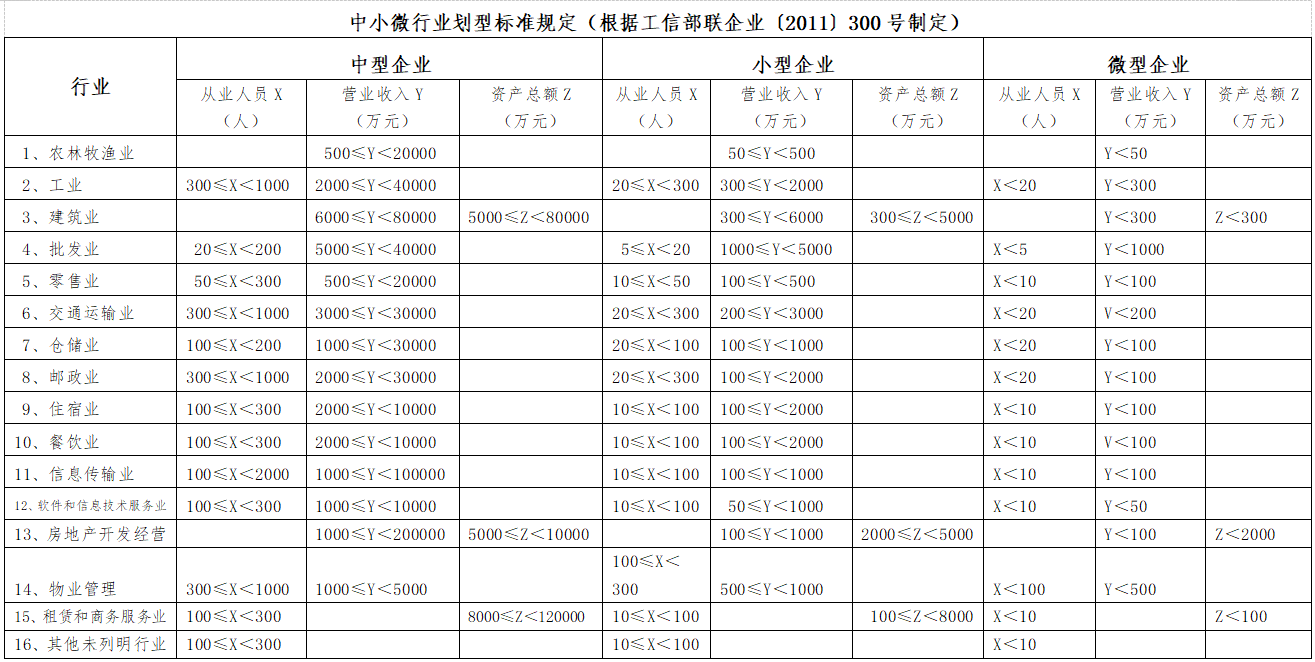 中小微行业划型标准规定（根据工信部联企业〔2011〕300号制定）
行业 中型企业 小型企业 微型企业
从业人员X（人） 营业收入Y（万元） 资产总额Z（万元） 从业人员X（人） 营业收入Y（万元） 资产总额Z（万元） 从业人员X（人） 营业收入Y（万元） 资产总额Z（万元）
1、农林牧渔业 500≤Y＜20000 50≤Y＜500 Y＜50
2、工业 300≤X＜1000 2000≤Y＜40000 20≤X＜300 300≤Y＜2000 X＜20 Y＜300
3、建筑业 6000≤Y＜80000 5000≤Z＜80000 300≤Y＜6000 300≤Z＜5000 Y＜300 Z＜300
4、批发业 20≤X＜200 5000≤Y＜40000 5≤X＜20 1000≤Y＜5000 X＜5 Y＜1000
5、零售业 50≤X＜300 500≤Y＜20000 10≤X＜50 100≤Y＜500 X＜10 Y＜100
6、交通运输业 300≤X＜1000 3000≤Y＜30000 20≤X＜300 200≤Y＜3000 X＜20 V＜200
7、仓储业 100≤X＜200 1000≤Y＜30000 20≤X＜100 100≤Y＜1000 X＜20 Y＜100
8、邮政业 300≤X＜1000 2000≤Y＜30000 20≤X＜300 100≤Y＜2000 X＜20 Y＜100
9、住宿业 100≤X＜300 2000≤Y＜10000 10≤X＜100 100≤Y＜2000 X＜10 Y＜100
10、餐饮业 100≤X＜300 2000≤Y＜10000 10≤X＜100 100≤Y＜2000 X＜10 V＜100
11、信息传输业 100≤X＜2000 1000≤Y＜100000 10≤X＜100 100≤Y＜1000 X＜10 Y＜100
12、软件和信息技术服务业 100≤X＜300 1000≤Y＜10000 10≤X＜100 50≤Y＜1000 X＜10 Y＜50
13、房地产开发经营 1000≤Y＜200000 5000≤Z＜10000 100≤Y＜1000 2000≤Z＜5000 Y＜100 Z＜2000
14、物业管理 300≤X＜1000 1000≤Y＜5000 100≤X＜300 500≤Y＜1000 X＜100 Y＜500
15、租赁和商务服务业 100≤X＜300 8000≤Z＜120000 10≤X＜100 100≤Z＜8000 X＜10 Z＜100
16、其他未列明行业 100≤X＜300 10≤X＜100 X＜10